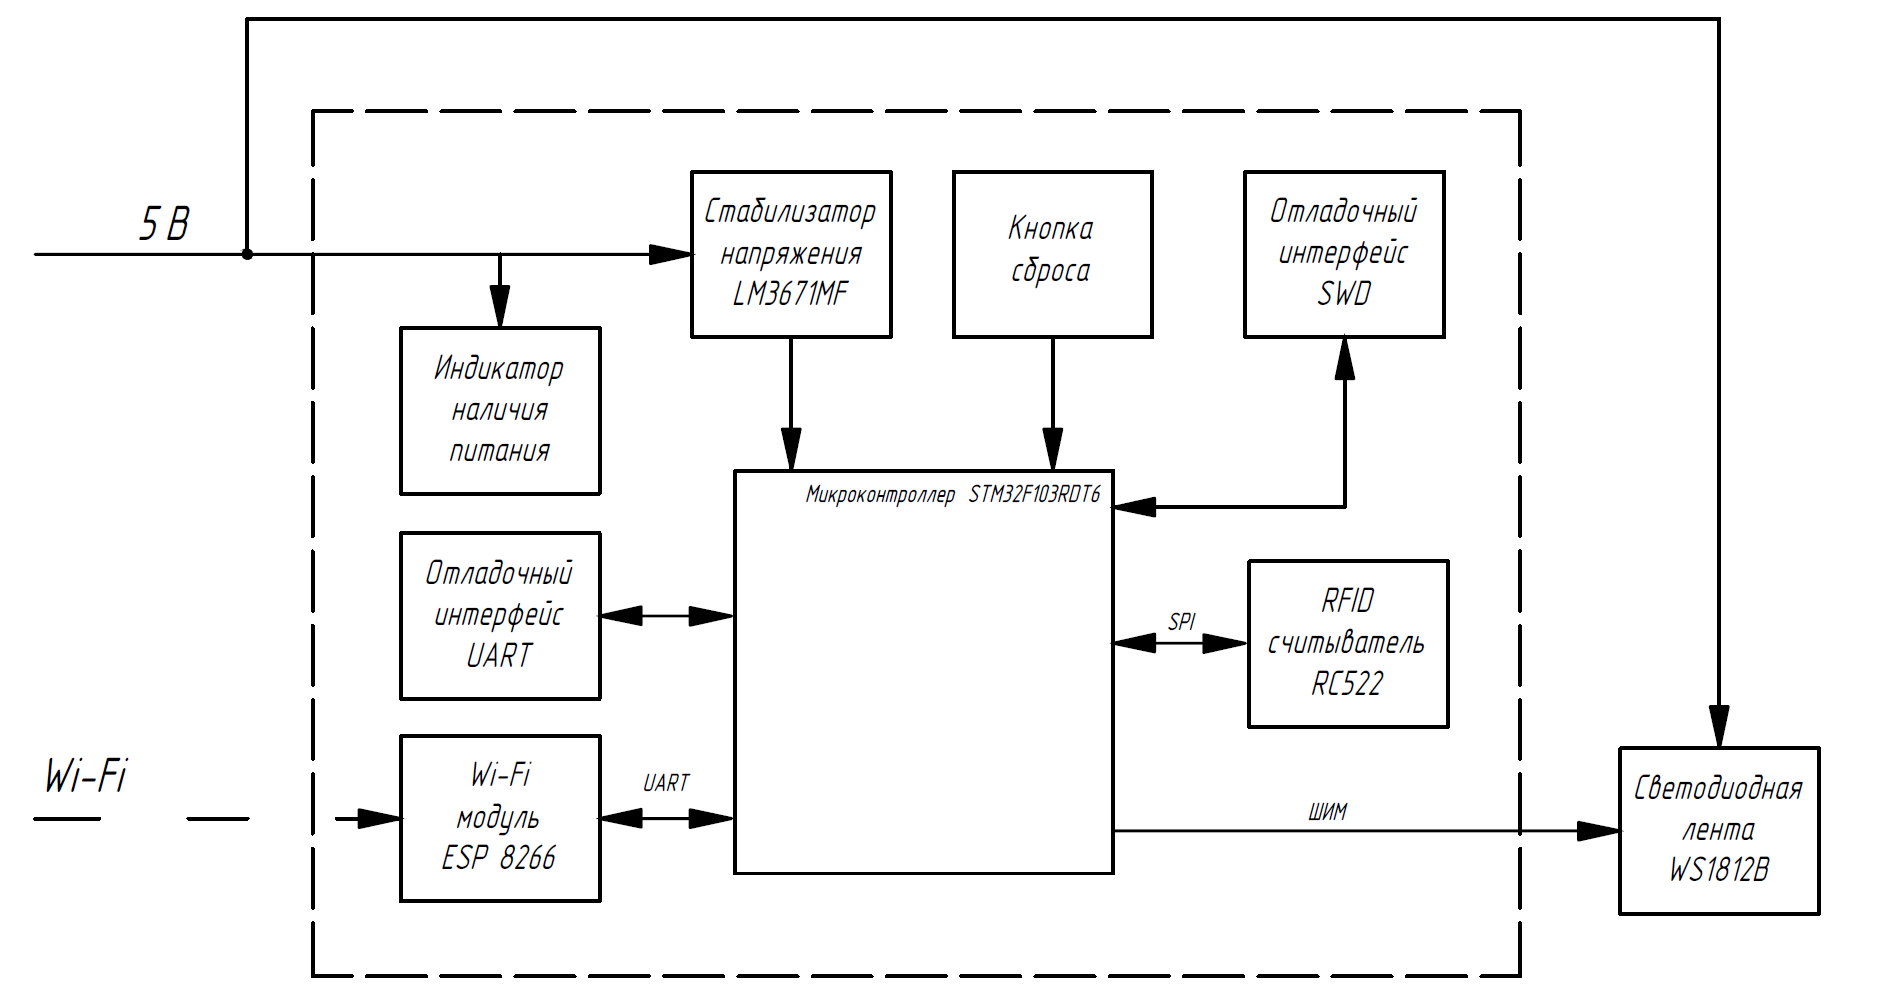 5 В
Стабилизатор
напряжения
LM3671MF
Кнопка
сброса
Отладочный
интерфейс
SWD
Индикатор
наличия
питания
Микроконтроллер STM32F103RDT6
Отладочный
интерфейс
UART
SPI
RFID
считыватель
RC522
Wi-Fi
Wi-Fi
модуль
ESP 8266
UART
ШИМ
Светодиодная
лента
WS1812B